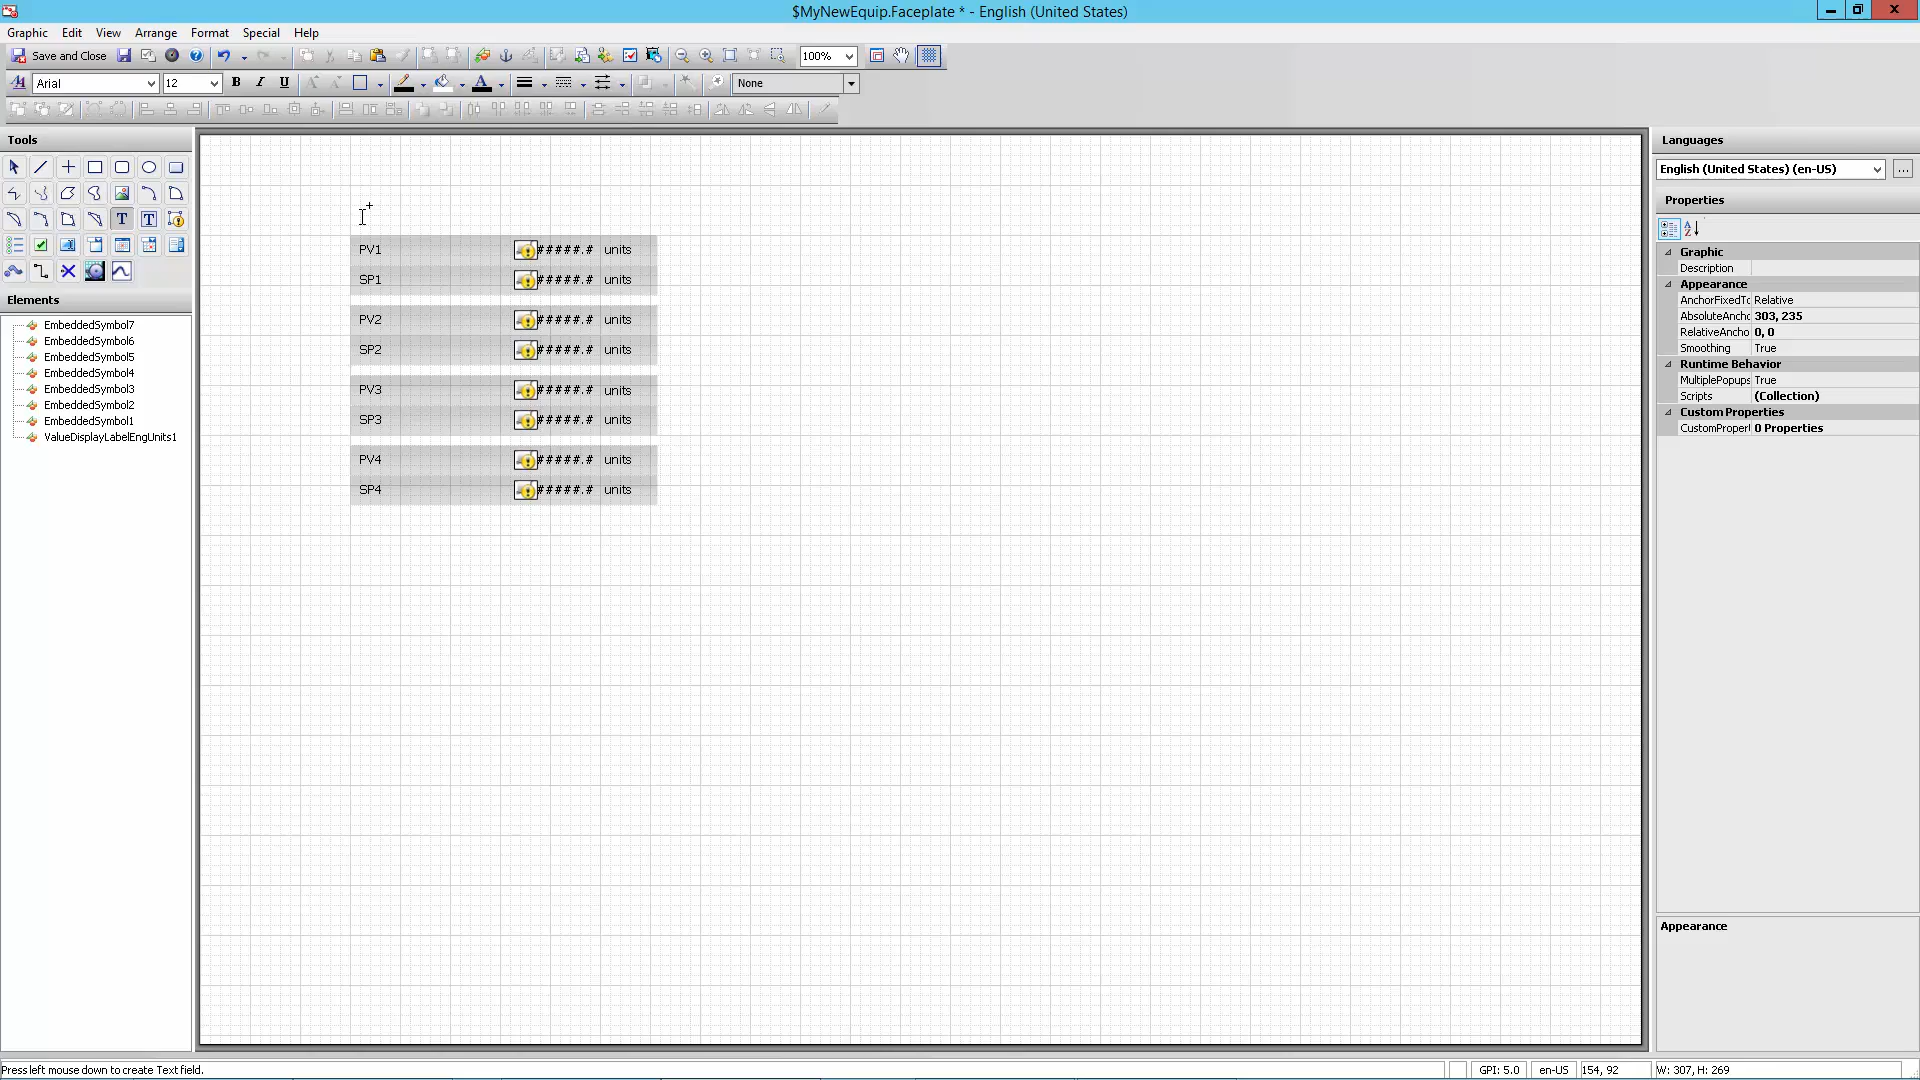 $MyNewEquip.Faceplate * - English (United States)
Graphic Edit View Arrange Format Special Help
Save and Close 100%
Arial 12 B I U A None
Tools
T T
Elements
EmbeddedSymbol7
EmbeddedSymbol6
EmbeddedSymbol5
EmbeddedSymbol4
EmbeddedSymbol3
EmbeddedSymbol2
EmbeddedSymbol1
ValueDisplayLabelEngUnits1
PV1 #####.# units
SP1 #####.# units
PV2 #####.# units
SP2 #####.# units
PV3 #####.# units
SP3 #####.# units
PV4 #####.# units
SP4 #####.# units
Languages
English (United States) (en-US) ...
Properties
Graphic
Description
Appearance
AnchorFixedTo Relative
AbsoluteAncho 303, 235
RelativeAncho 0, 0
Smoothing True
Runtime Behavior
MultiplePopups True
Scripts (Collection)
Custom Properties
CustomProperl 0 Properties
Appearance
Press left mouse down to create Text field.
GPI: 5.0 en-US 154, 92 W: 307, H: 269